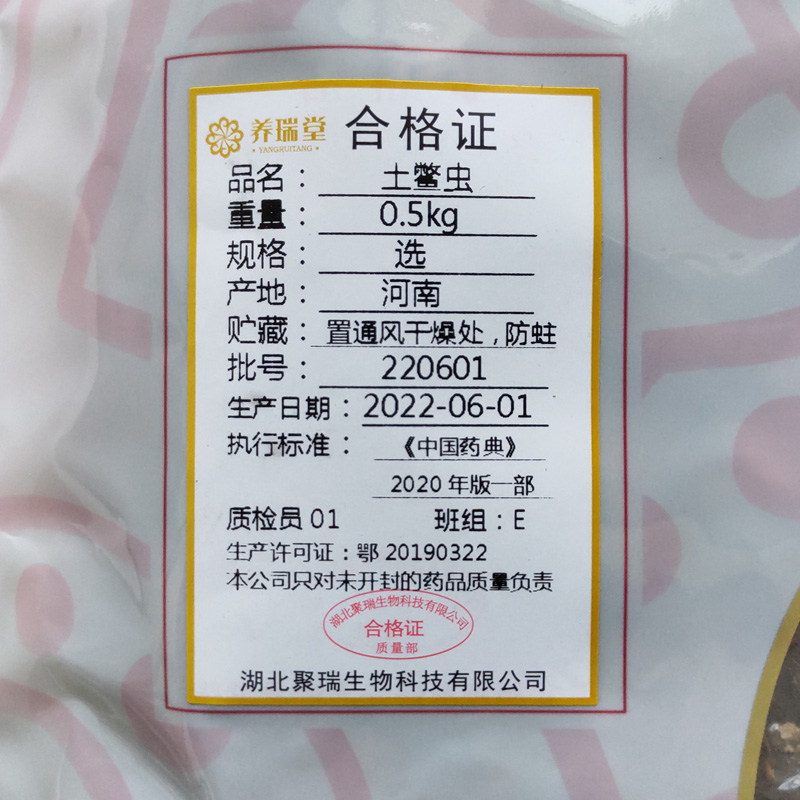 养瑞堂
YANGRUITANG
合格证
品名：土鳖虫
重量：0.5kg
规格：选
产地：河南
贮藏：置通风干燥处，防蛀
批号：220601
生产日期：2022-06-01
执行标准：《中国药典》
2020年版一部
质检员 01 班组：E
生产许可证：鄂 20190322
本公司只对未开封的药品质量负责
湖北聚瑞生物科技有限公司
合格证
质量部
湖北聚瑞生物科技有限公司